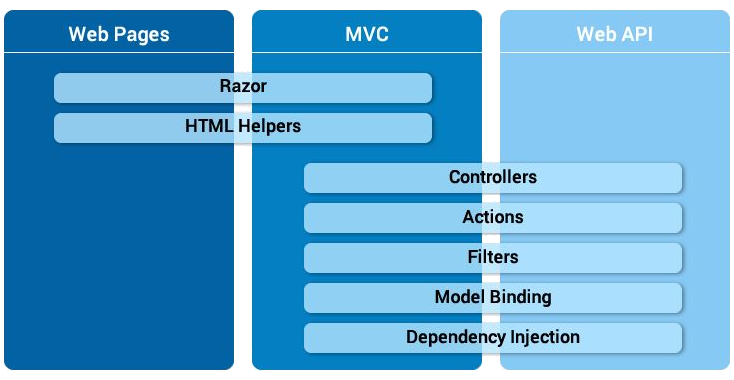 Web Pages
MVC
Web API
Razor
HTML Helpers
Controllers
Actions
Filters
Model Binding
Dependency Injection